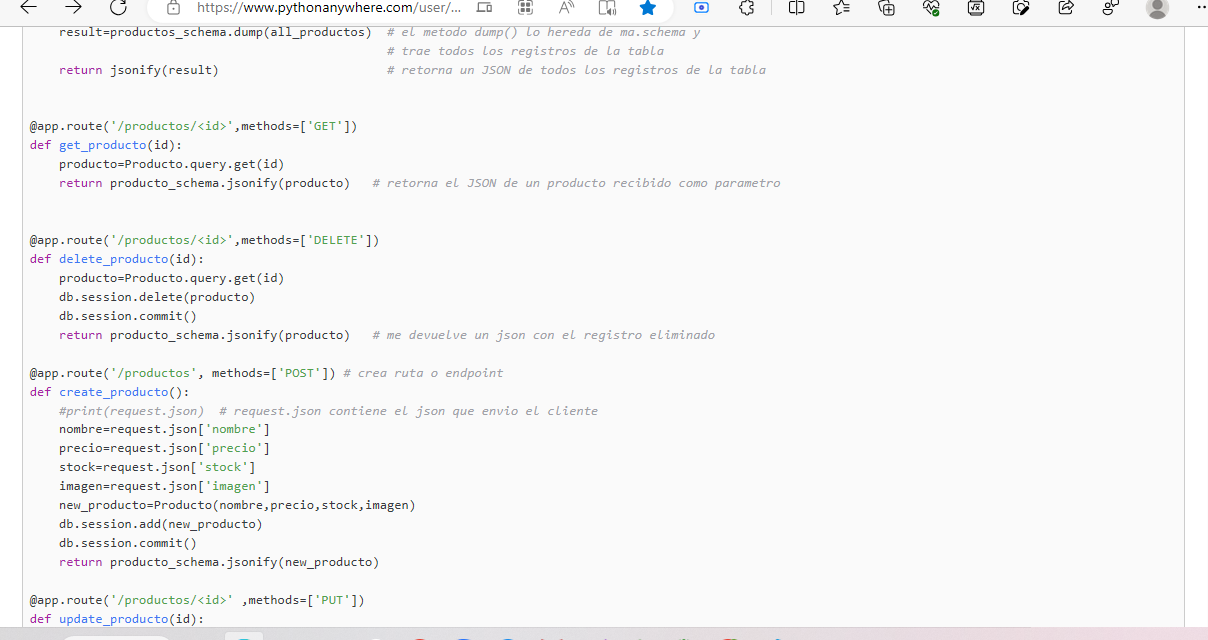 https://www.pythonanywhere.com/user/...
result=productos_schema.dump(all_productos)  # el metodo dump() lo hereda de ma.schema y
# trae todos los registros de la tabla
return jsonify(result)                       # retorna un JSON de todos los registros de la tabla
@app.route('/productos/<id>',methods=['GET'])
def get_producto(id):
producto=Producto.query.get(id)
return producto_schema.jsonify(producto)   # retorna el JSON de un producto recibido como parametro
@app.route('/productos/<id>',methods=['DELETE'])
def delete_producto(id):
producto=Producto.query.get(id)
db.session.delete(producto)
db.session.commit()
return producto_schema.jsonify(producto)   # me devuelve un json con el registro eliminado
@app.route('/productos', methods=['POST']) # crea ruta o endpoint
def create_producto():
#print(request.json)  # request.json contiene el json que envio el cliente
nombre=request.json['nombre']
precio=request.json['precio']
stock=request.json['stock']
imagen=request.json['imagen']
new_producto=Producto(nombre,precio,stock,imagen)
db.session.add(new_producto)
db.session.commit()
return producto_schema.jsonify(new_producto)
@app.route('/productos/<id>' ,methods=['PUT'])
def update_producto(id):